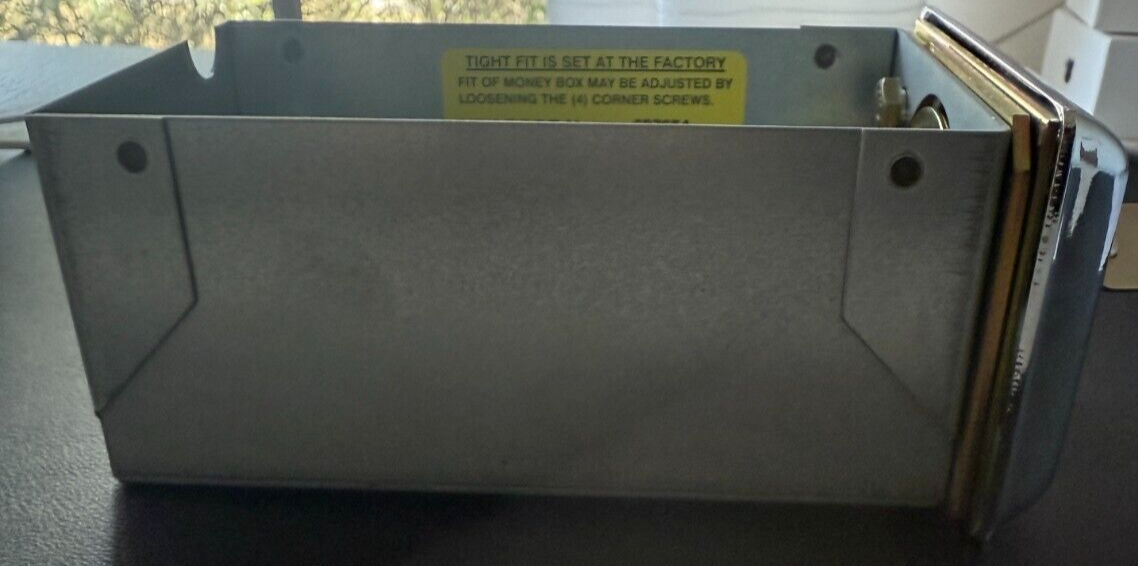 TIGHT FIT IS SET AT THE FACTORY
FIT OF MONEY BOX MAY BE ADJUSTED BY
LOOSENING THE (4) CORNER SCREWS.